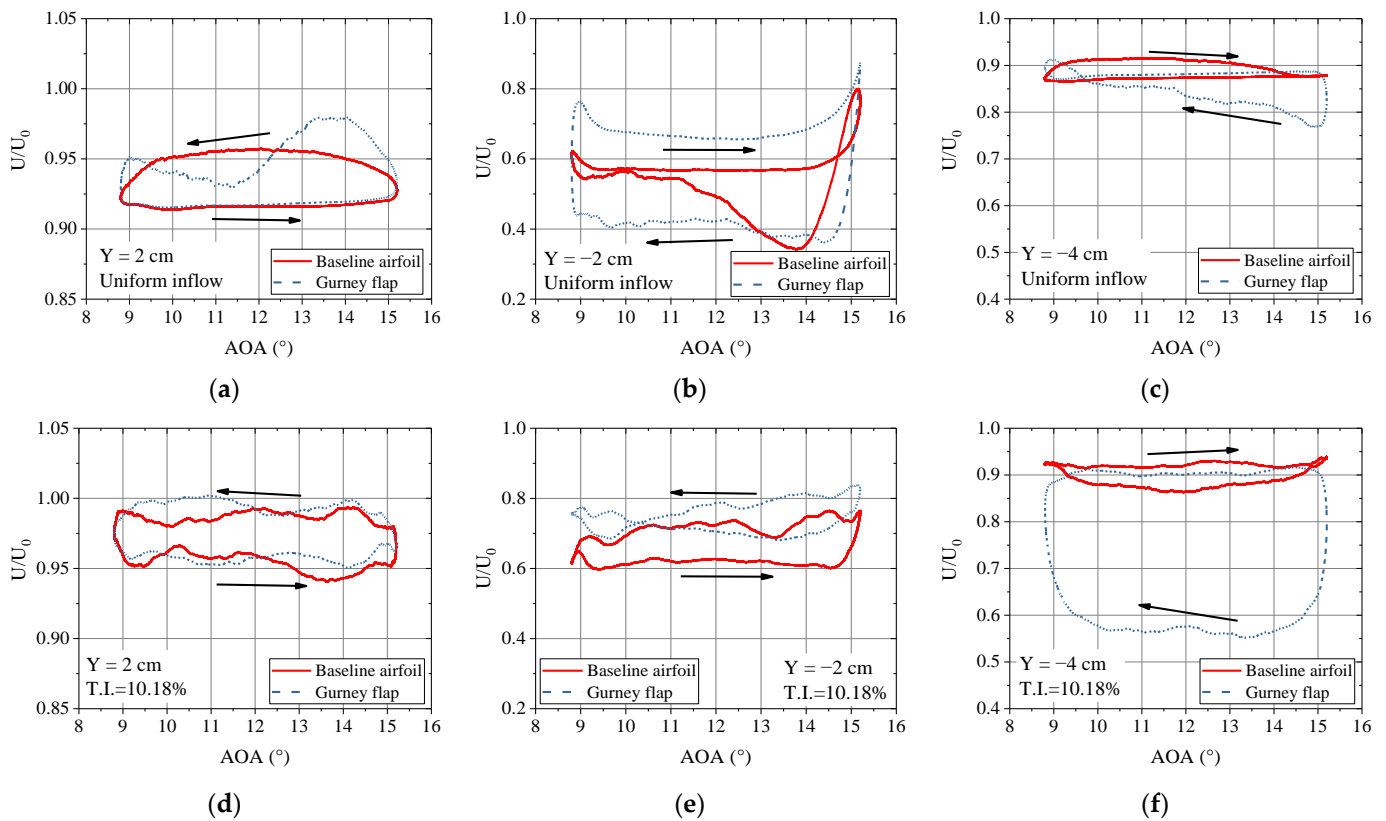 1.05
1.00
0.95
0.90
0.85
U/U0
Y = 2 cm
Uniform inflow
Baseline airfoil
Gurney flap
8 9 10 11 12 13 14 15 16
AOA (°)
(a)
1.0
0.8
0.6
0.4
0.2
U/U0
Y = −2 cm
Uniform inflow
Baseline airfoil
Gurney flap
8 9 10 11 12 13 14 15 16
AOA (°)
(b)
1.0
0.9
0.8
0.7
0.6
0.5
0.4
U/U0
Y = −4 cm
Uniform inflow
Baseline airfoil
Gurney flap
8 9 10 11 12 13 14 15 16
AOA (°)
(c)
1.05
1.00
0.95
0.90
0.85
U/U0
Y = 2 cm
T.I.=10.18%
Baseline airfoil
Gurney flap
8 9 10 11 12 13 14 15 16
AOA (°)
(d)
1.0
0.8
0.6
0.4
0.2
U/U0
Y = −2 cm
T.I.=10.18%
Baseline airfoil
Gurney flap
8 9 10 11 12 13 14 15 16
AOA (°)
(e)
1.0
0.9
0.8
0.7
0.6
0.5
0.4
U/U0
Y = −4 cm
T.I.=10.18%
Baseline airfoil
Gurney flap
8 9 10 11 12 13 14 15 16
AOA (°)
(f)